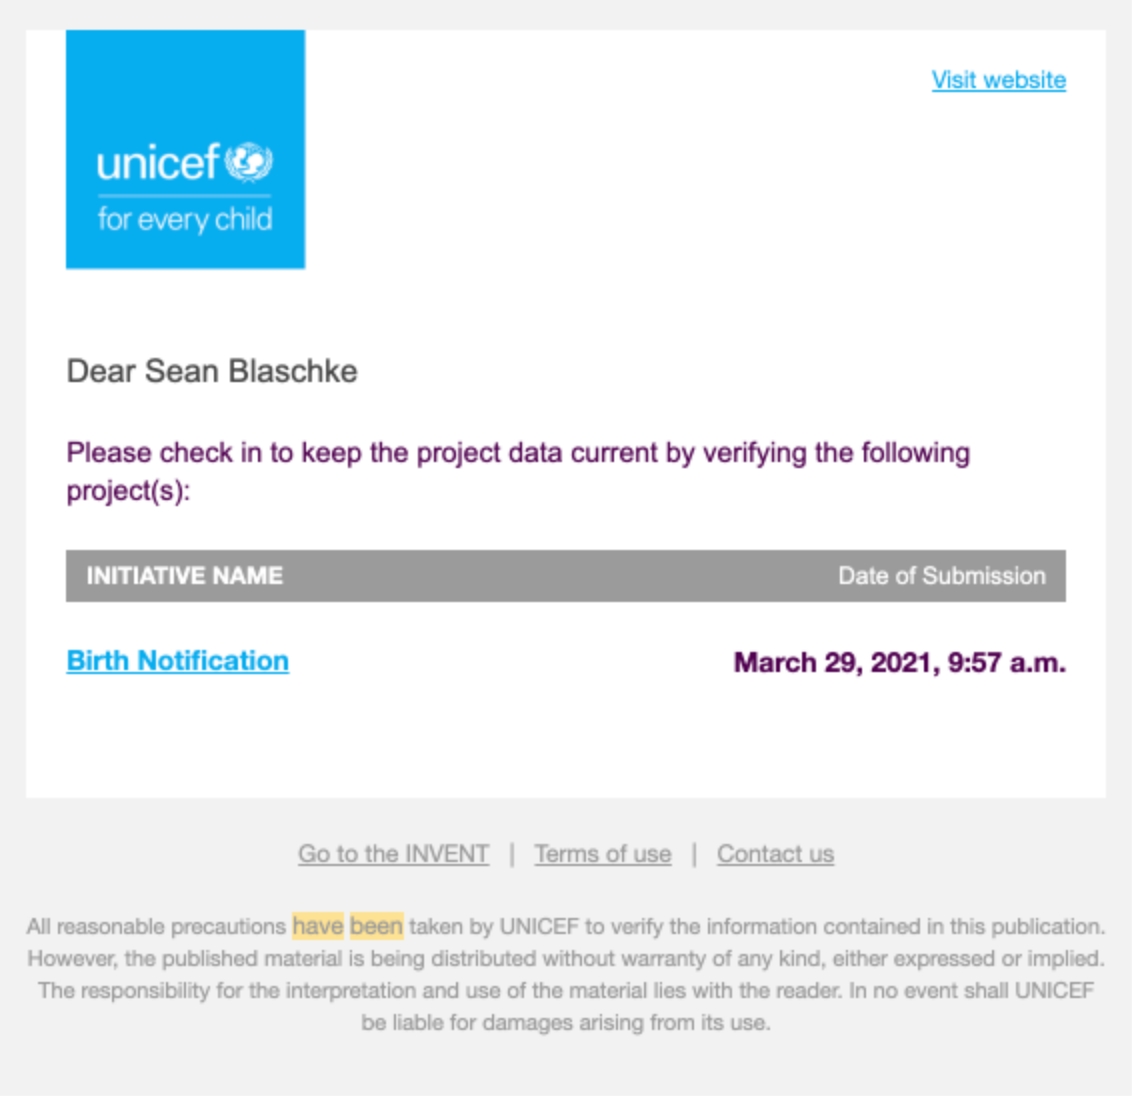 Visit website
unicef
for every child
Dear Sean Blaschke
Please check in to keep the project data current by verifying the following
project(s):
INITIATIVE NAME Date of Submission
Birth Notification March 29, 2021, 9:57 a.m.
Go to the INVENT | Terms of use | Contact us
All reasonable precautions have been taken by UNICEF to verify the information contained in this publication.
However, the published material is being distributed without warranty of any kind, either expressed or implied.
The responsibility for the interpretation and use of the material lies with the reader. In no event shall UNICEF
be liable for damages arising from its use.